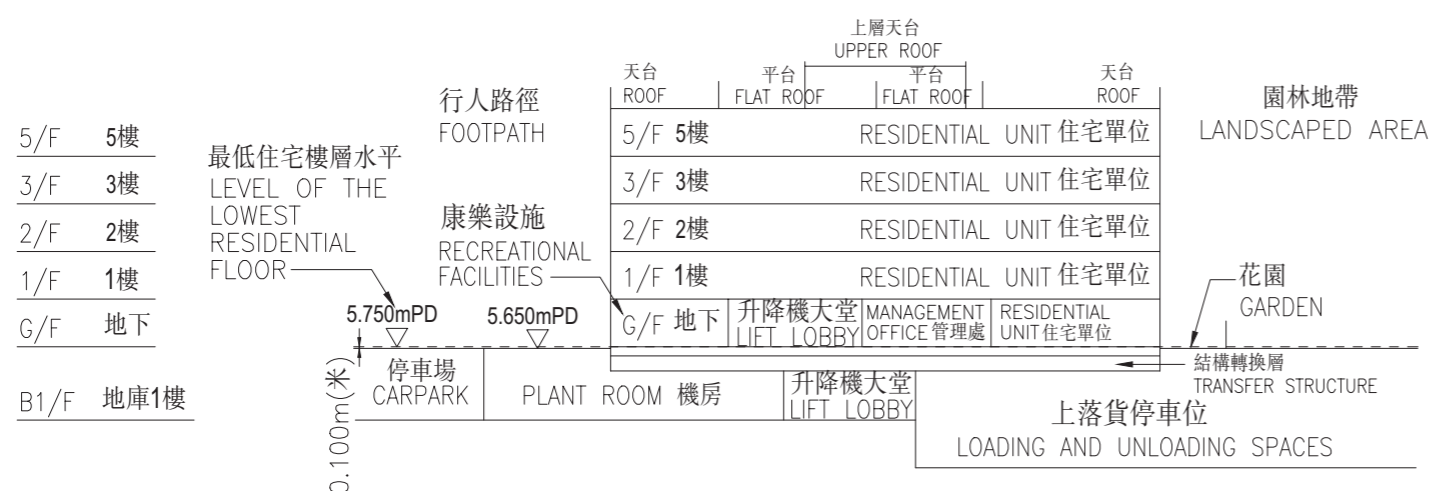 上層天台
UPPER ROOF
天台
ROOF
平台
FLAT ROOF
平台
FLAT ROOF
天台
ROOF
行人路徑
FOOTPATH
園林地帶
LANDSCAPED AREA
5/F 5樓
3/F 3樓
2/F 2樓
1/F 1樓
G/F 地下
B1/F 地庫1樓
最低住宅樓層水平
LEVEL OF THE
LOWEST
RESIDENTIAL
FLOOR
康樂設施
RECREATIONAL
FACILITIES
5/F 5樓 RESIDENTIAL UNIT 住宅單位
3/F 3樓 RESIDENTIAL UNIT 住宅單位
2/F 2樓 RESIDENTIAL UNIT 住宅單位
1/F 1樓 RESIDENTIAL UNIT 住宅單位
G/F 地下
升降機大堂
LIFT LOBBY
MANAGEMENT
OFFICE 管理處
RESIDENTIAL
UNIT 住宅單位
花園
GARDEN
5.750mPD
5.650mPD
0.100m(米)
停車場
CARPARK
PLANT ROOM 機房
升降機大堂
LIFT LOBBY
結構轉換層
TRANSFER STRUCTURE
上落貨停車位
LOADING AND UNLOADING SPACES